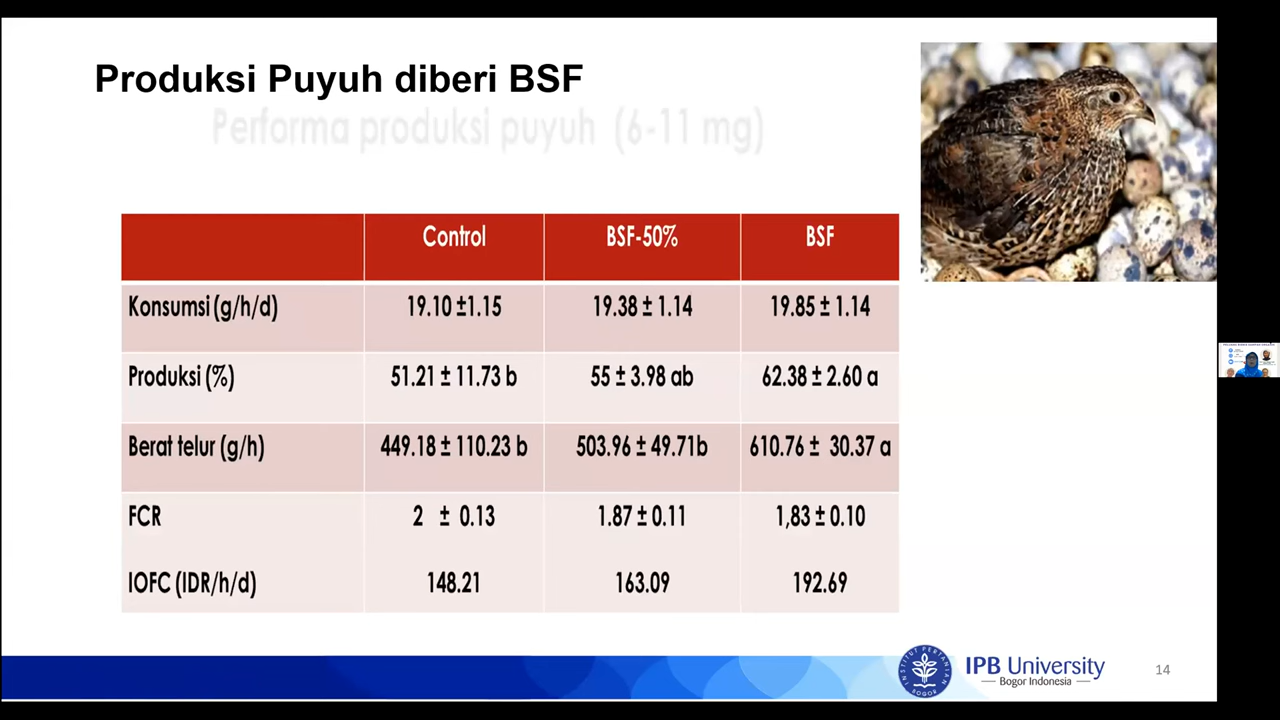 Produksi Puyuh diberi BSF
Performa produksi puyuh (6-11 mg)
Control BSF-50% BSF
Konsumsi (g/h/d) 19.10 ±1.15 19.38 ± 1.14 19.85 ± 1.14
Produksi (%) 51.21 ± 11.73 b 55 ± 3.98 ab 62.38 ± 2.60 a
Berat telur (g/h) 449.18 ± 110.23 b 503.96 ± 49.71b 610.76 ± 30.37 a
FCR 2 ± 0.13 1.87 ± 0.11 1,83 ± 0.10
IOFC (IDR/h/d) 148.21 163.09 192.69
INSTITUT PERTANIAN BOGOR
IPB University
Bogor Indonesia
14